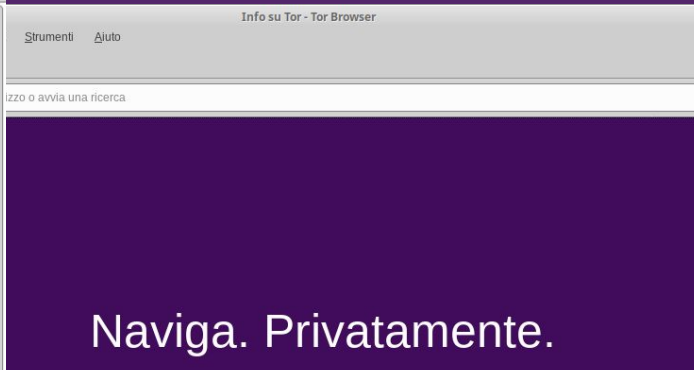 Info su Tor - Tor Browser
Strumenti Aiuto
izzo o avvia una ricerca
Naviga. Privatamente.